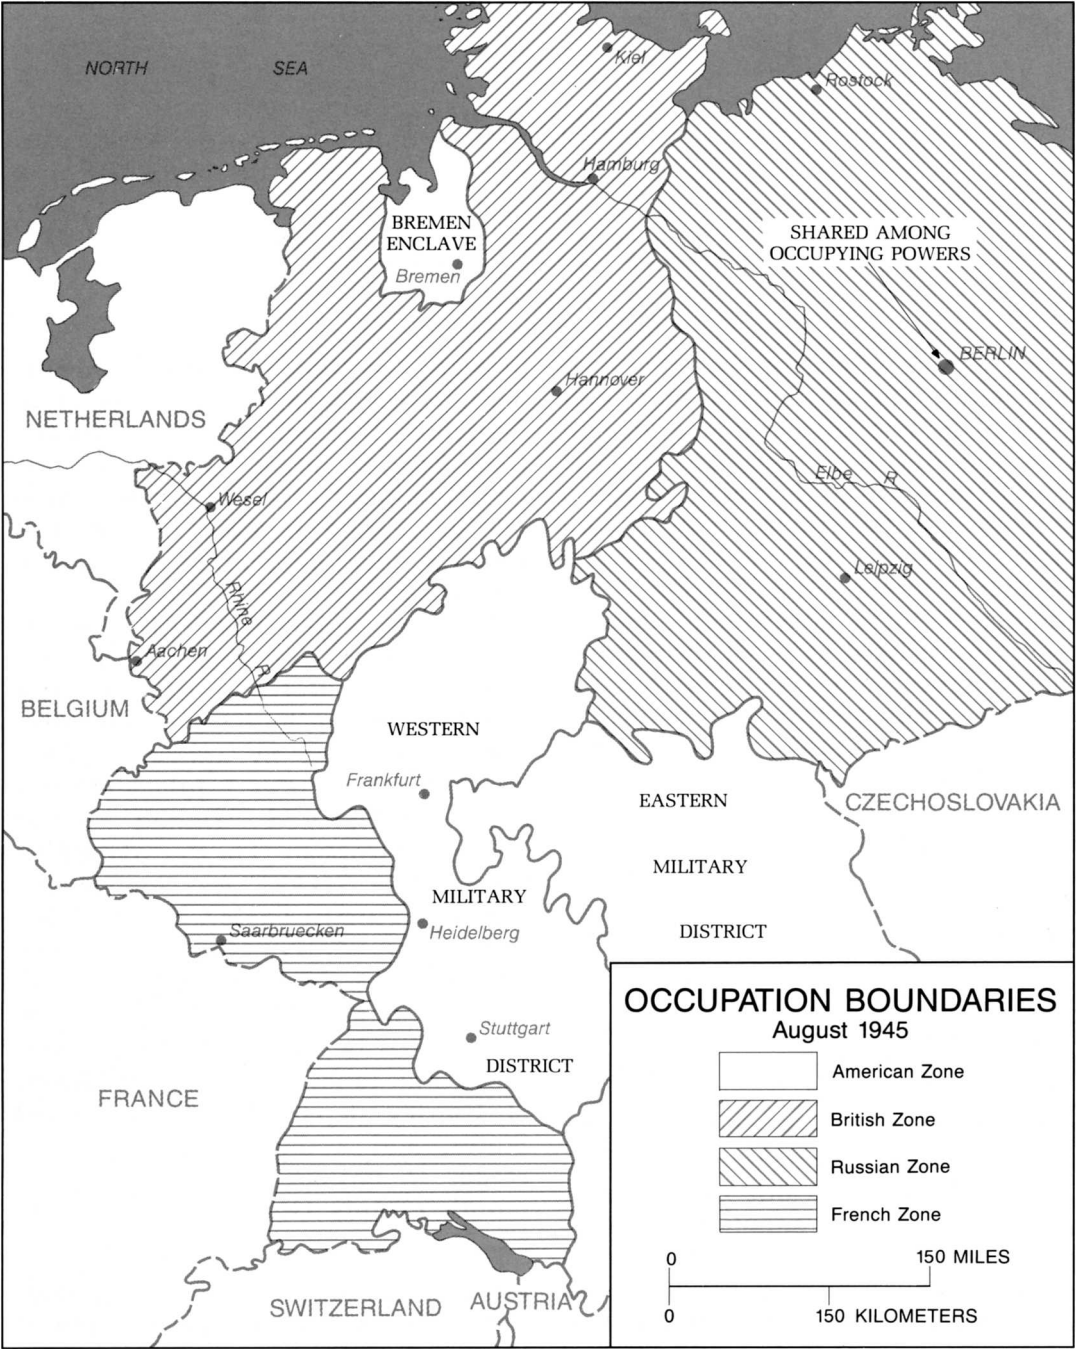 NORTH SEA
Kiel
Rostock
Hamburg
BREMEN
ENCLAVE
Bremen
SHARED AMONG
OCCUPYING POWERS
BERLIN
Hannover
NETHERLANDS
Elbe R
Wesel
Leipzig
Rhine R
Aachen
BELGIUM
WESTERN
Frankfurt
EASTERN
CZECHOSLOVAKIA
MILITARY
MILITARY
Saarbruecken
Heidelberg
DISTRICT
Stuttgart
DISTRICT
FRANCE
SWITZERLAND
AUSTRIA
OCCUPATION BOUNDARIES
August 1945
American Zone
British Zone
Russian Zone
French Zone
0 150 MILES
0 150 KILOMETERS